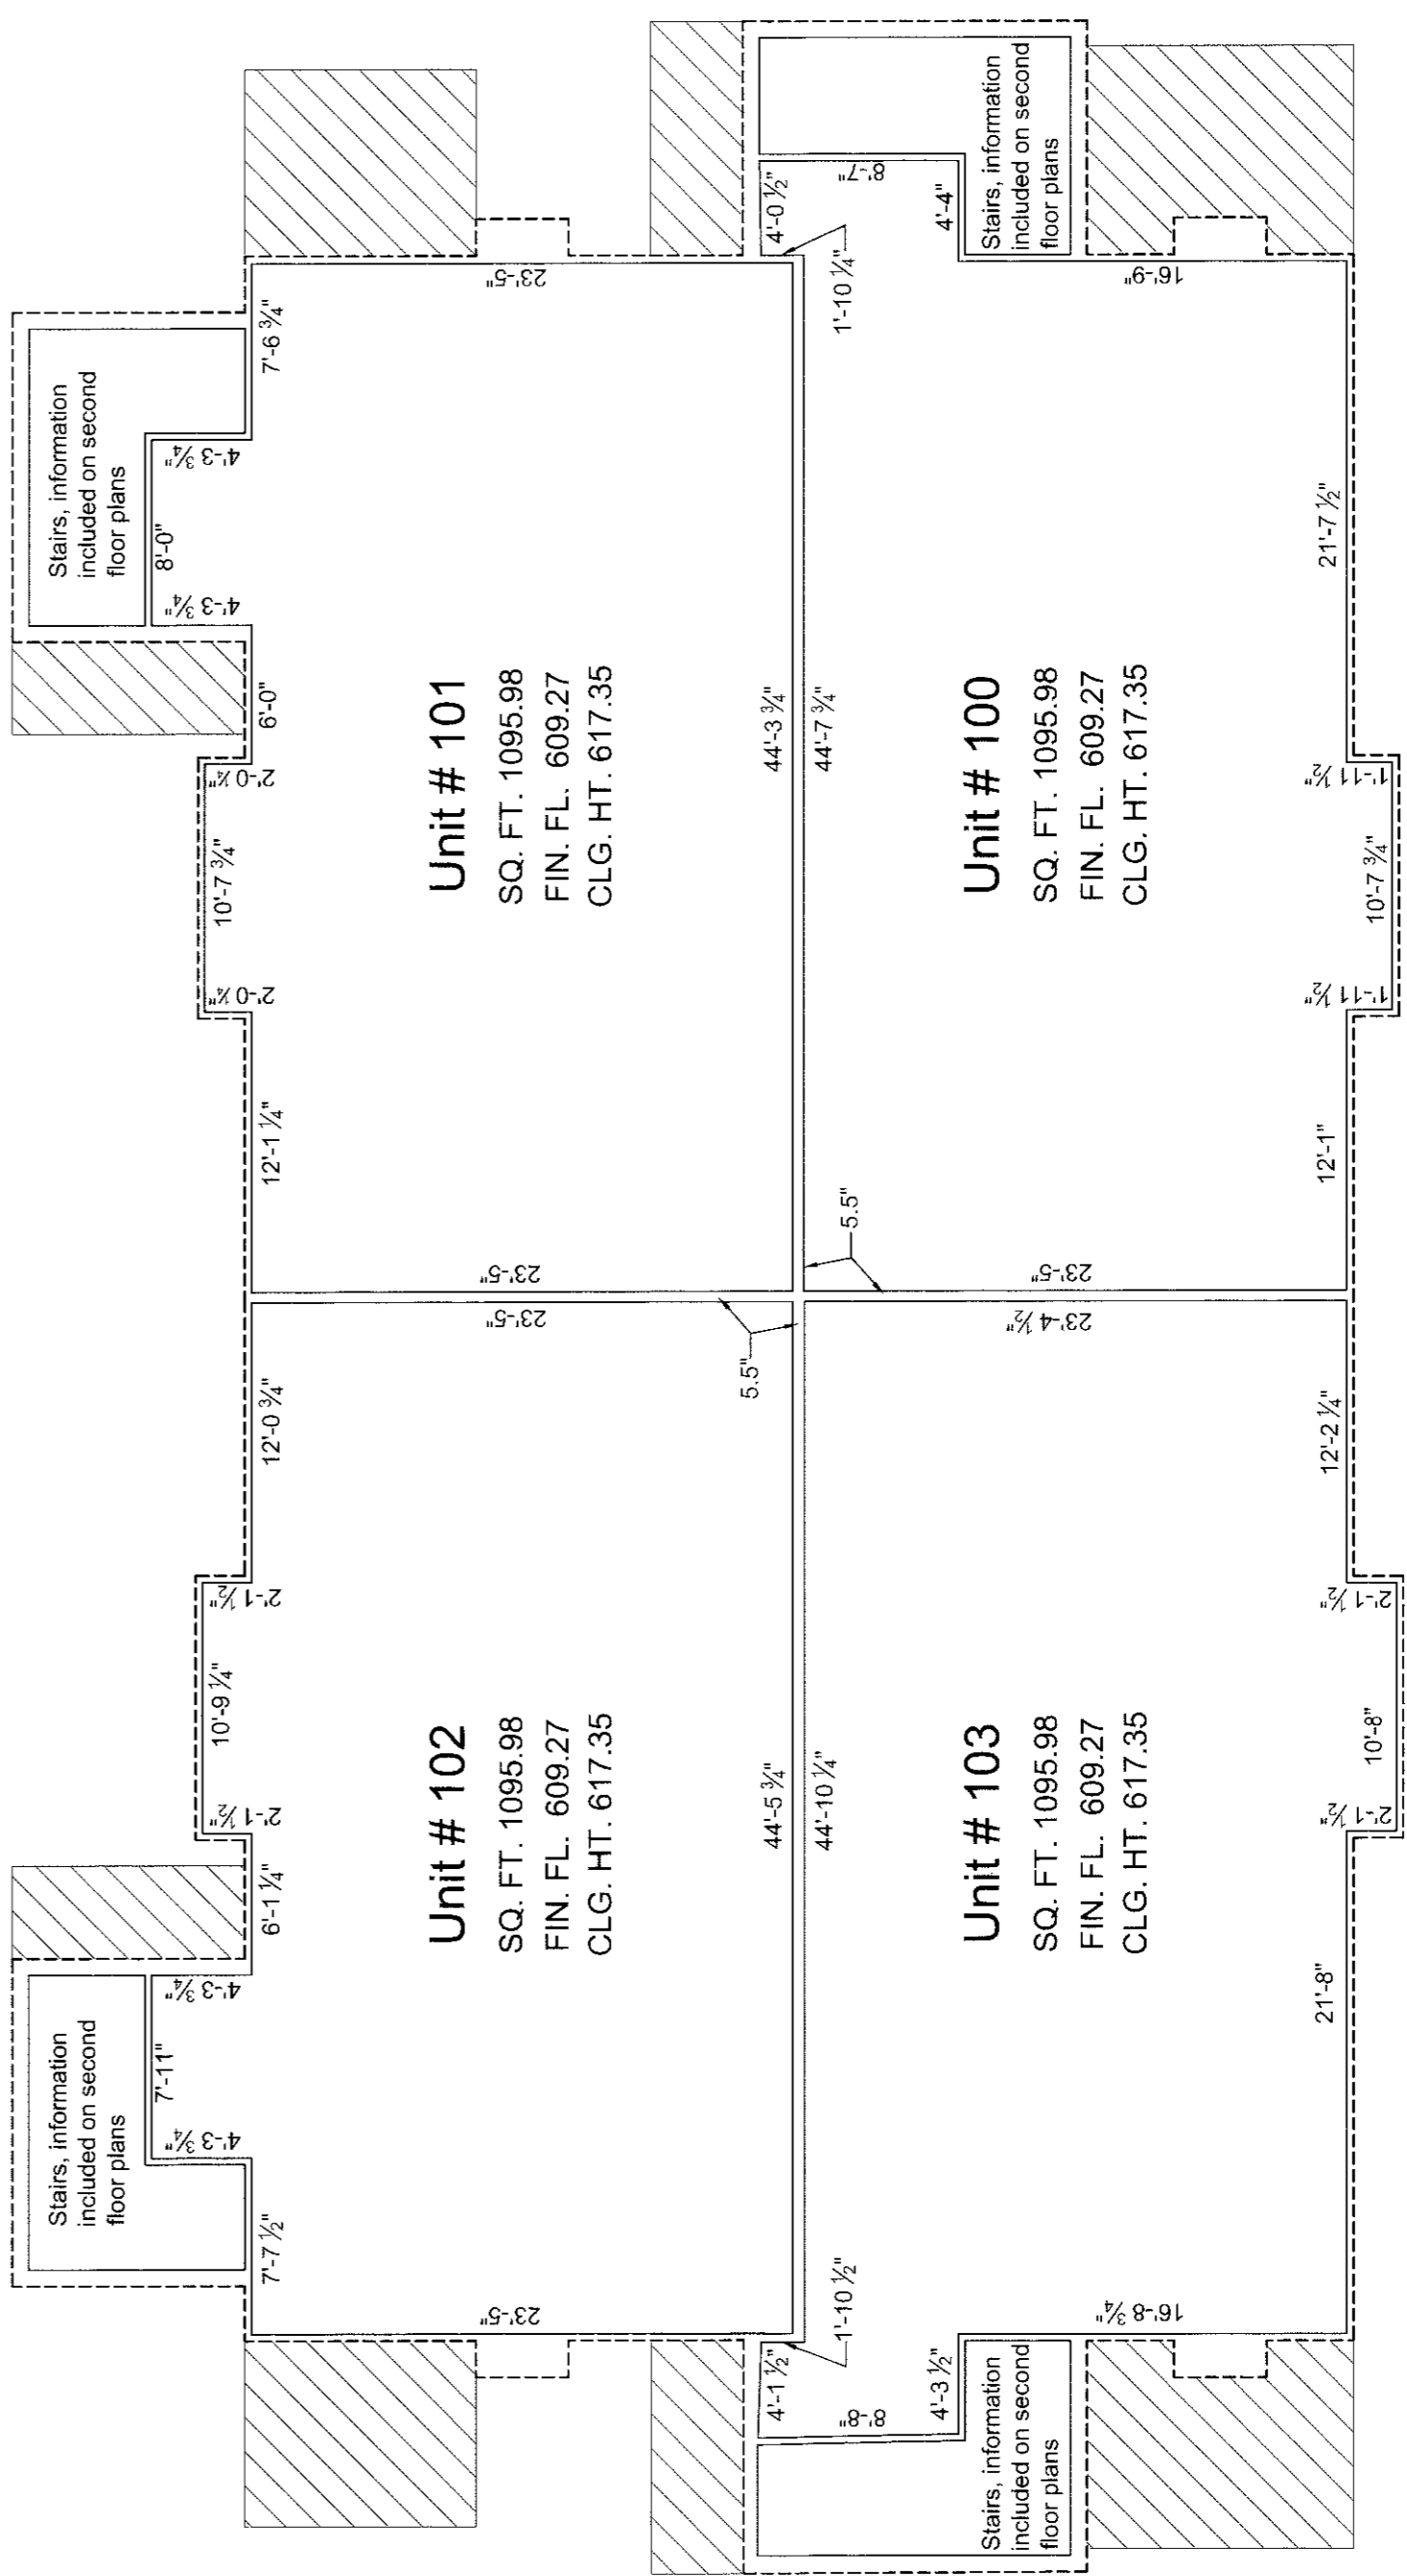 Stairs, information
included on second
floor plans
7'-7 ½"
4'-3 ¾"
7'-11"
4'-3 ¾"
6'-1 ¼"
2'-1 ½"
10'-9 ¼"
2'-1 ½"
12'-0 ¾"
23'-5"
23'-5"
Unit # 102
SQ. FT. 1095.98
FIN. FL. 609.27
CLG. HT. 617.35
44'-5 ¾"
5.5"
12'-1 ¼"
2'-0 ¼"
10'-7 ¾"
2'-0 ¼"
6'-0"
4'-3 ¾"
8'-0"
4'-3 ¾"
Stairs, information
included on second
floor plans
7'-6 ¾"
23'-5"
23'-5"
Unit # 101
SQ. FT. 1095.98
FIN. FL. 609.27
CLG. HT. 617.35
44'-3 ¾"
4'-1 ½"
1'-10 ½"
8'-8"
4'-3 ½"
Stairs, information
included on second
floor plans
44'-10 ¼"
23'-4 ½"
Unit # 103
SQ. FT. 1095.98
FIN. FL. 609.27
CLG. HT. 617.35
16'-8 ¾"
21'-8"
2'-1 ½"
10'-8"
2'-1 ½"
12'-2 ¼"
5.5"
44'-7 ¾"
1'-10 ¼"
4'-0 ½"
8'-7"
4'-4"
Stairs, information
included on second
floor plans
23'-5"
Unit # 100
SQ. FT. 1095.98
FIN. FL. 609.27
CLG. HT. 617.35
16'-9"
12'-1"
1'-11 ½"
10'-7 ¾"
1'-11 ½"
21'-7 ½"